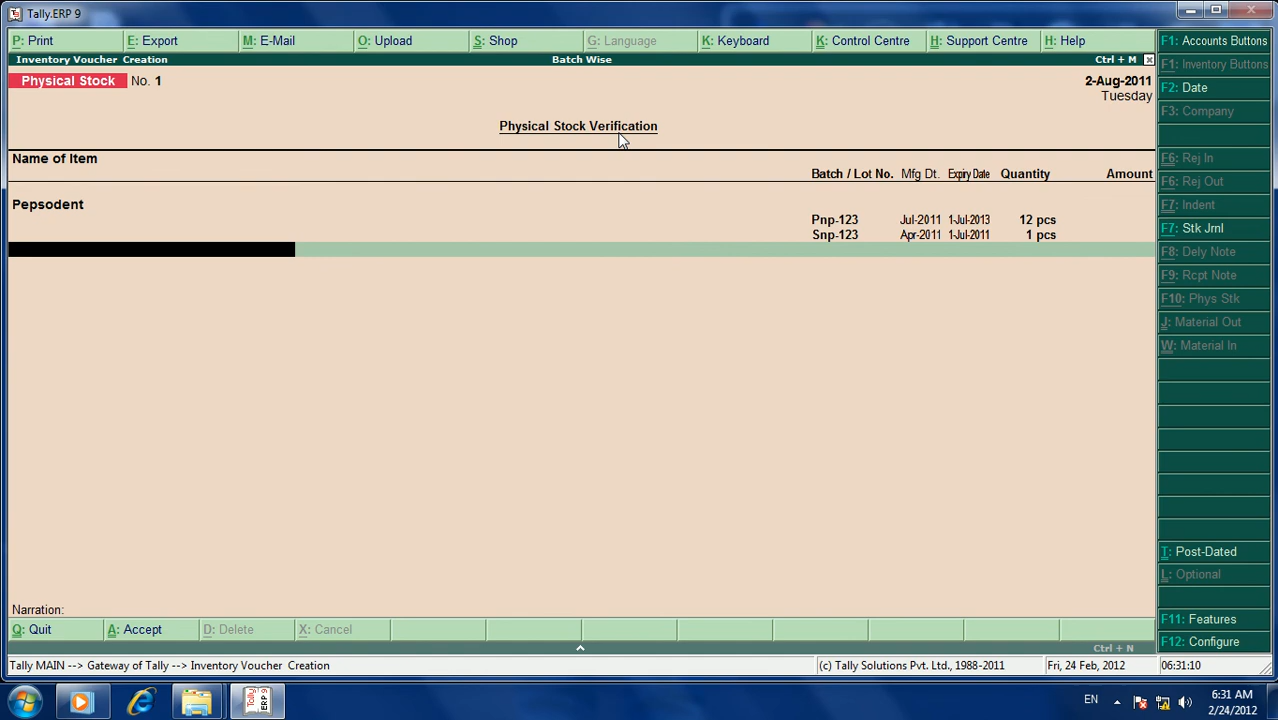 Tally.ERP 9
P: Print E: Export M: E-Mail O: Upload S: Shop G: Language K: Keyboard K: Control Centre H: Support Centre H: Help
Inventory Voucher Creation Batch Wise Ctrl + M
Physical Stock No. 1 2-Aug-2011
Tuesday
Physical Stock Verification
Name of Item
Batch / Lot No. Mfg Dt. Expiry Date Quantity Amount
Pepsodent
Pnp-123 Jul-2011 1-Jul-2013 12 pcs
Snp-123 Apr-2011 1-Jul-2011 1 pcs
Narration:
Q: Quit A: Accept D: Delete X: Cancel
Ctrl + N
F1: Accounts Buttons
F1: Inventory Buttons
F2: Date
F3: Company
F6: Rej In
F6: Rej Out
F7: Indent
F7: Stk Jrnl
F8: Dely Note
F9: Rcpt Note
F10: Phys Stk
J: Material Out
W: Material In
T: Post-Dated
L: Optional
F11: Features
F12: Configure
Tally MAIN --> Gateway of Tally --> Inventory Voucher Creation (c) Tally Solutions Pvt. Ltd., 1988-2011 Fri, 24 Feb, 2012 06:31:10
Tally
ERP 9
EN
6:31 AM
2/24/2012